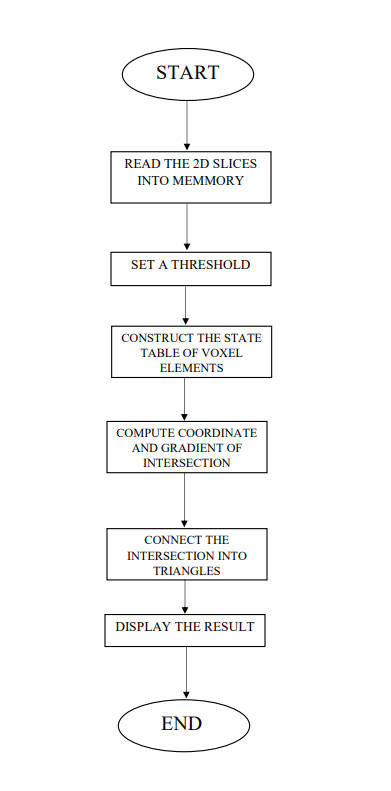 START
READ THE 2D SLICES
INTO MEMMORY
SET A THRESHOLD
CONSTRUCT THE STATE
TABLE OF VOXEL
ELEMENTS
COMPUTE COORDINATE
AND GRADIENT OF
INTERSECTION
CONNECT THE
INTERSECTION INTO
TRIANGLES
DISPLAY THE RESULT
END